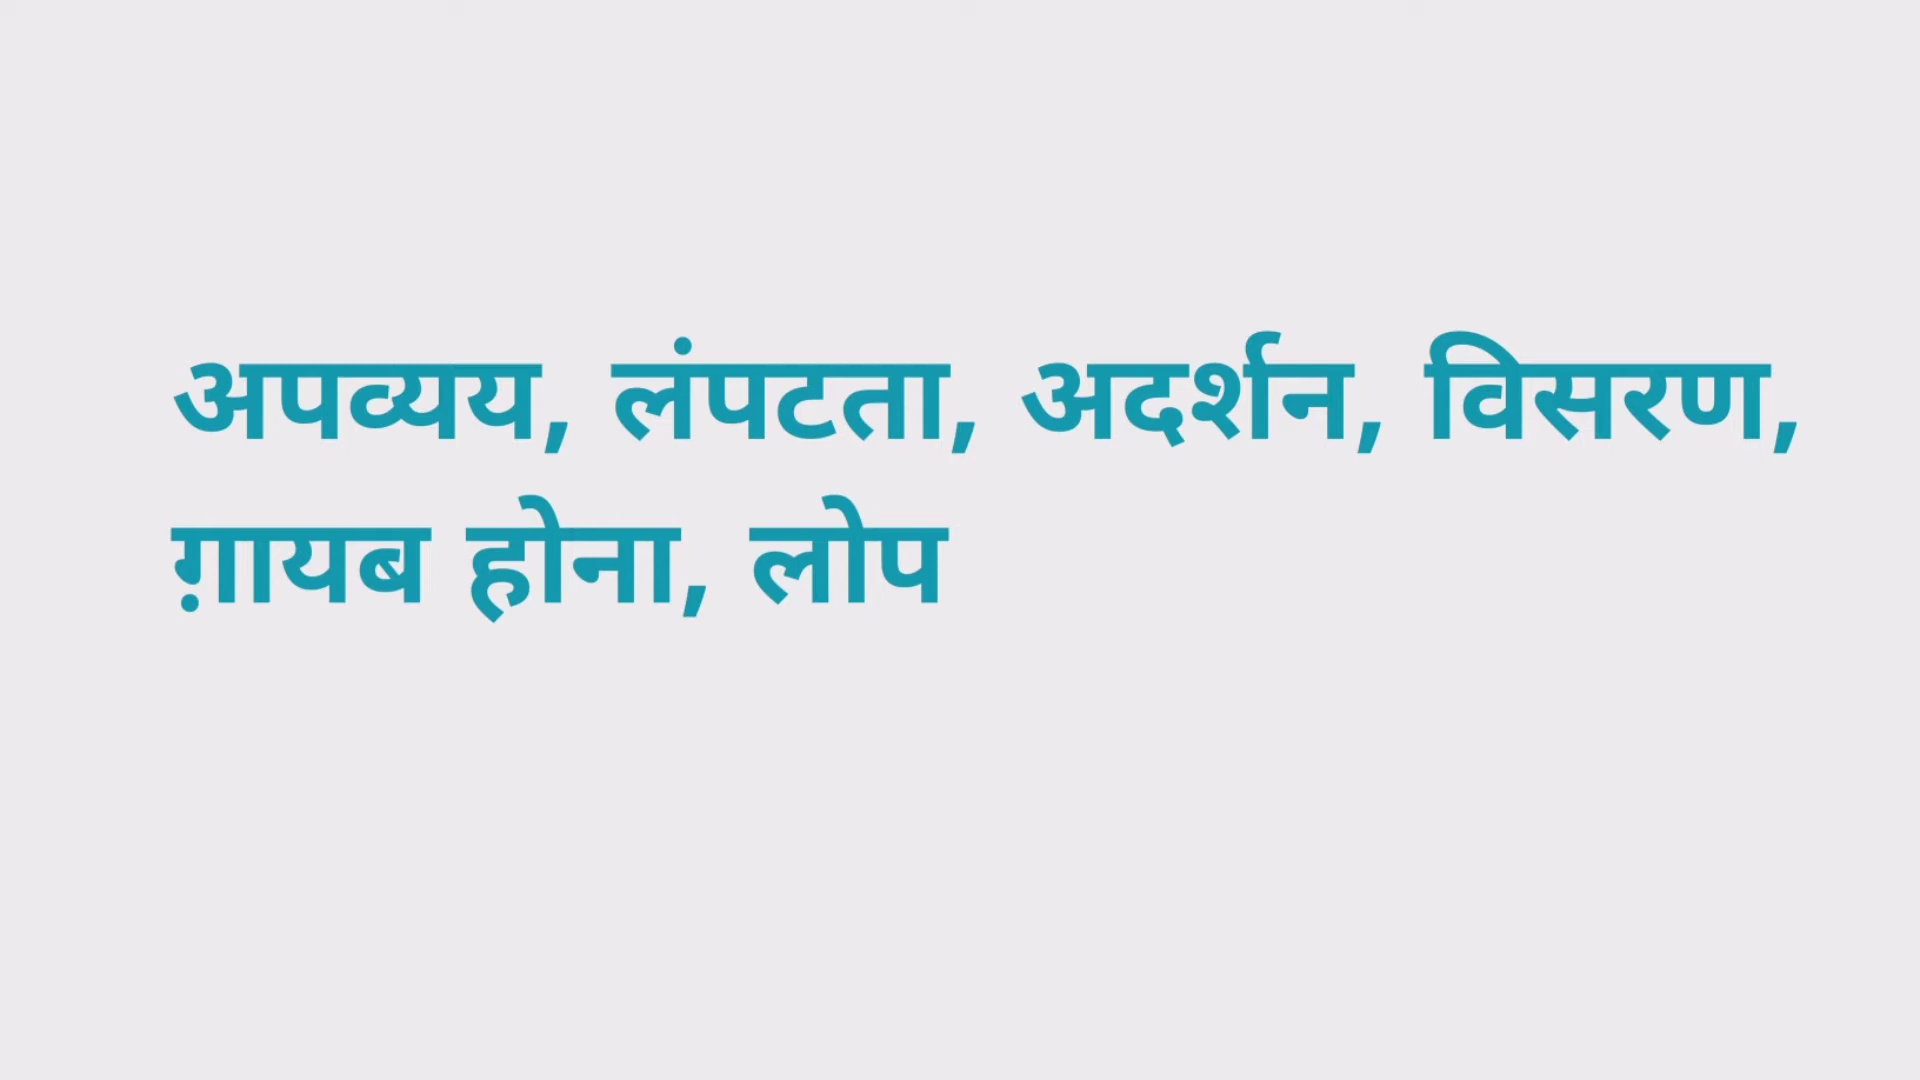 अपव्यय, लंपटता, अदर्शन, विसरण,
ग़ायब होना, लोप